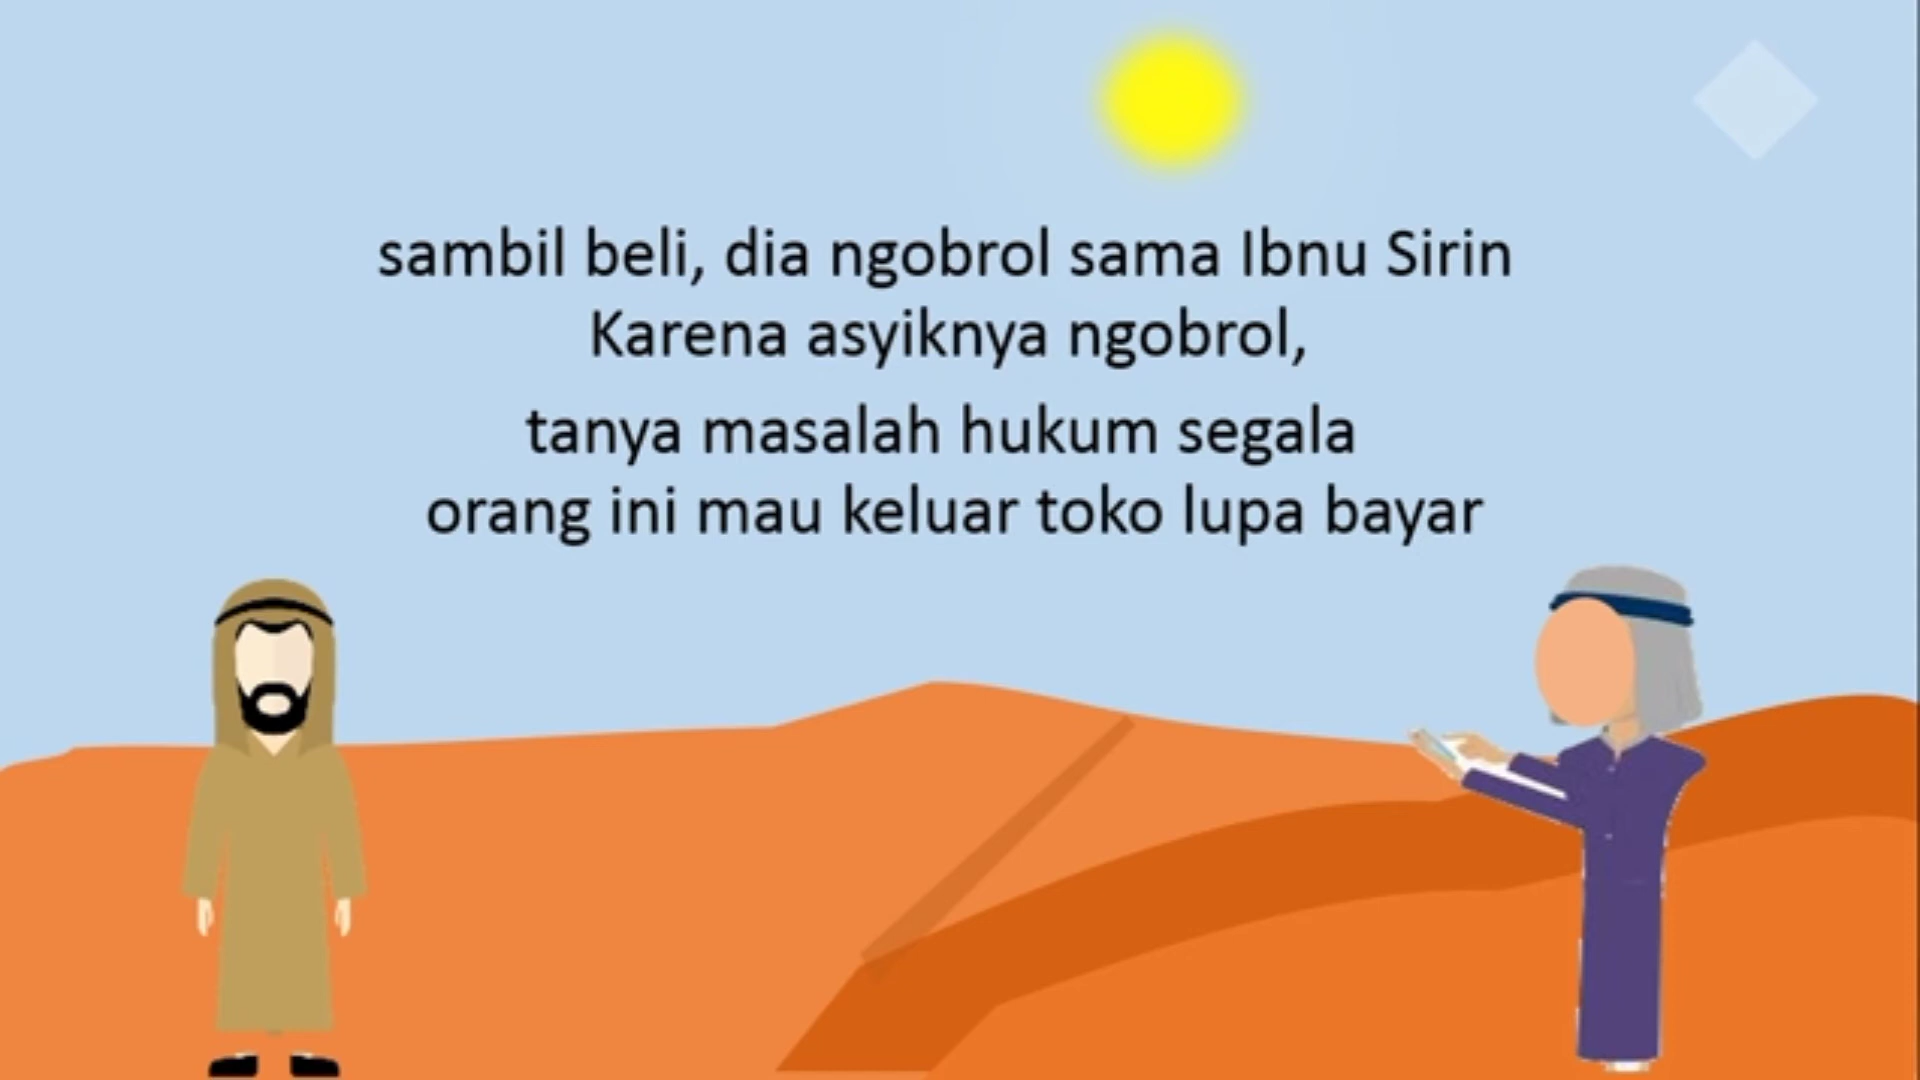 sambil beli, dia ngobrol sama Ibnu Sirin
Karena asyiknya ngobrol,
tanya masalah hukum segala
orang ini mau keluar toko lupa bayar